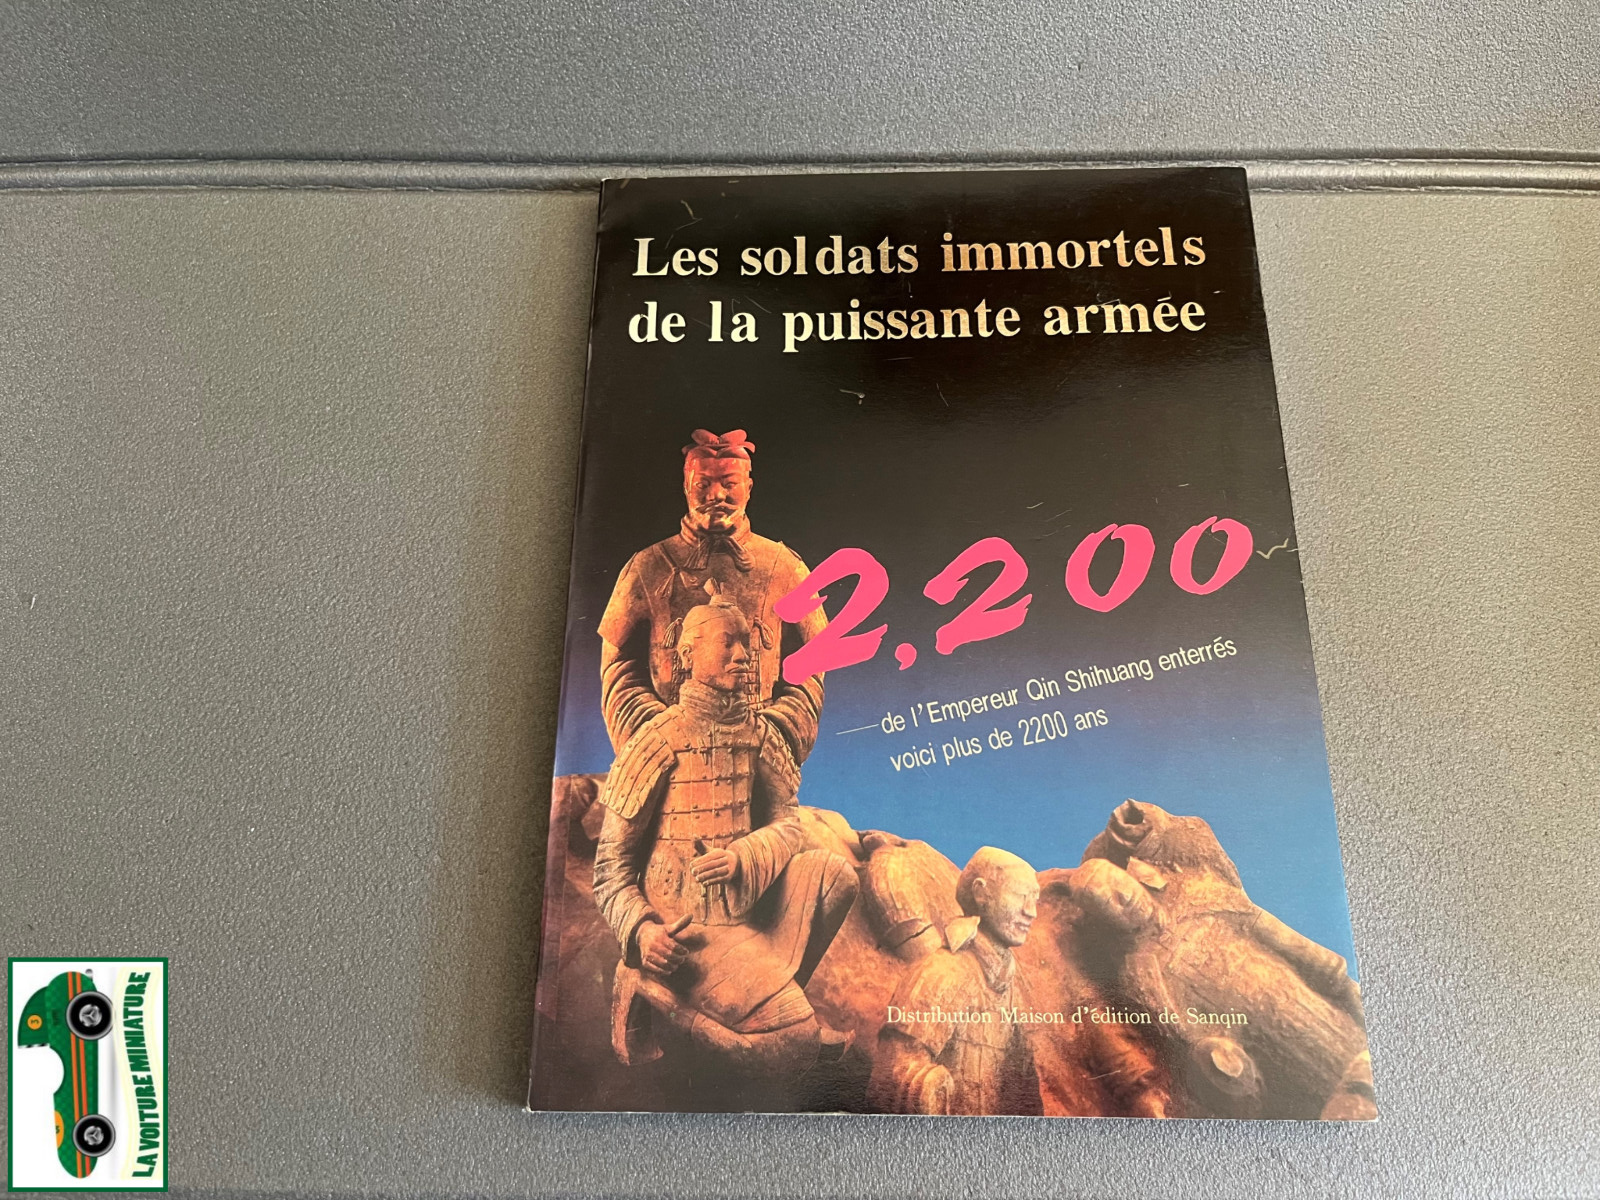 Les soldats immortels
de la puissante armée
2,200
—de l'Empereur Qin Shihuang enterrés
voici plus de 2200 ans
Distribution Maison d'édition de Sanqin
LA VOITURE MINIATURE
3